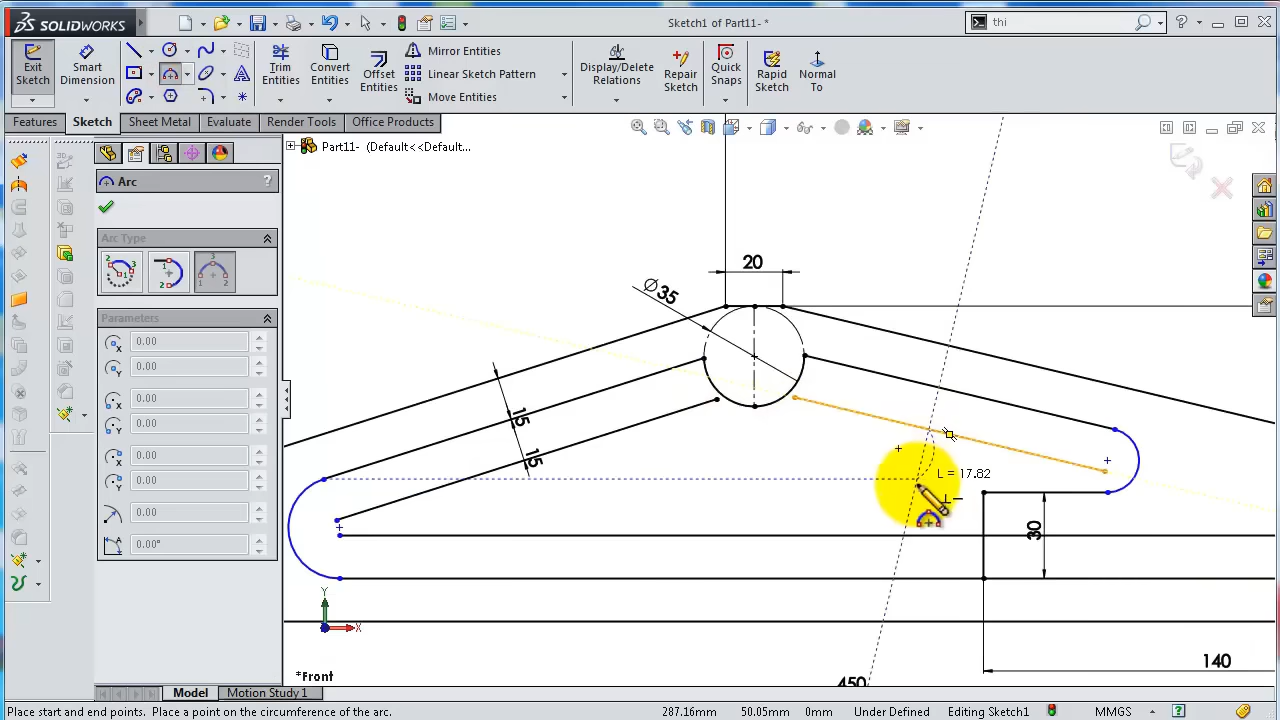 SOLIDWORKS
Sketch1 of Part11- *
thi
Exit Sketch
Smart Dimension
Trim Entities
Convert Entities
Offset Entities
Mirror Entities
Linear Sketch Pattern
Move Entities
Display/Delete Relations
Repair Sketch
Quick Snaps
Rapid Sketch
Normal To
Features
Sketch
Sheet Metal
Evaluate
Render Tools
Office Products
Part11- (Default<<Default...
Arc
?
Arc Type
Parameters
0.00
0.00
0.00
0.00
0.00
0.00
0.00
0.00°
20
Ø35
15
15
L = 17.82
30
140
450
Y
X
*Front
Model
Motion Study 1
Place start and end points. Place a point on the circumference of the arc.
287.16mm
50.05mm
0mm
Under Defined
Editing Sketch1
MMGS